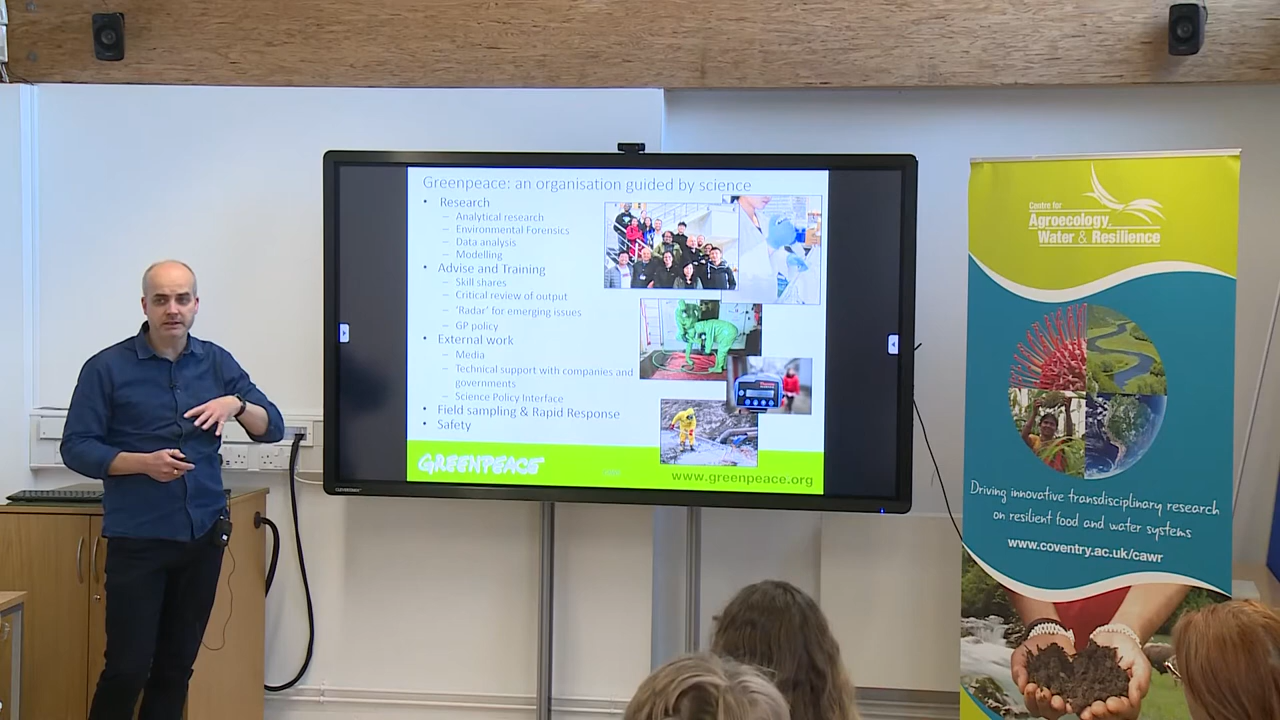 Greenpeace: an organisation guided by science
• Research
– Analytical research
– Environmental Forensics
– Data analysis
– Modelling
• Advise and Training
– Skill shares
– Critical review of output
– 'Radar' for emerging issues
– GP policy
• External work
– Media
– Technical support with companies and
governments
– Science Policy Interface
• Field sampling & Rapid Response
• Safety
GREENPEACE
www.greenpeace.org
CLEVERTOUCH
Centre for
Agroecology,
Water & Resilience
Driving innovative transdisciplinary research
on resilient food and water systems
www.coventry.ac.uk/cawr